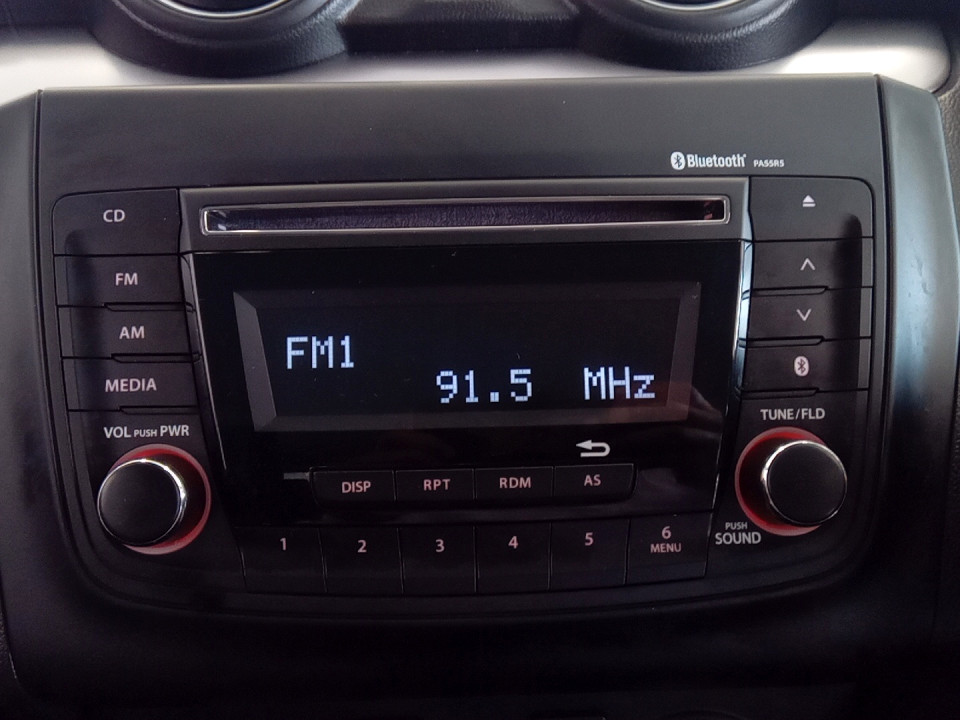 Bluetooth® PA55R5
CD
FM
AM
MEDIA
VOL PUSH PWR
FM1
91.5 MHz
TUNE/FLD
PUSH
SOUND
DISP RPT RDM AS
1 2 3 4 5 6
MENU